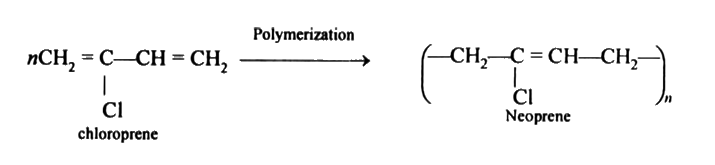 Polymerization
nCH₂ = C—CH = CH₂ ⟶ (—CH₂—C = CH—CH₂—)ₙ
| |
Cl Cl
chloroprene Neoprene